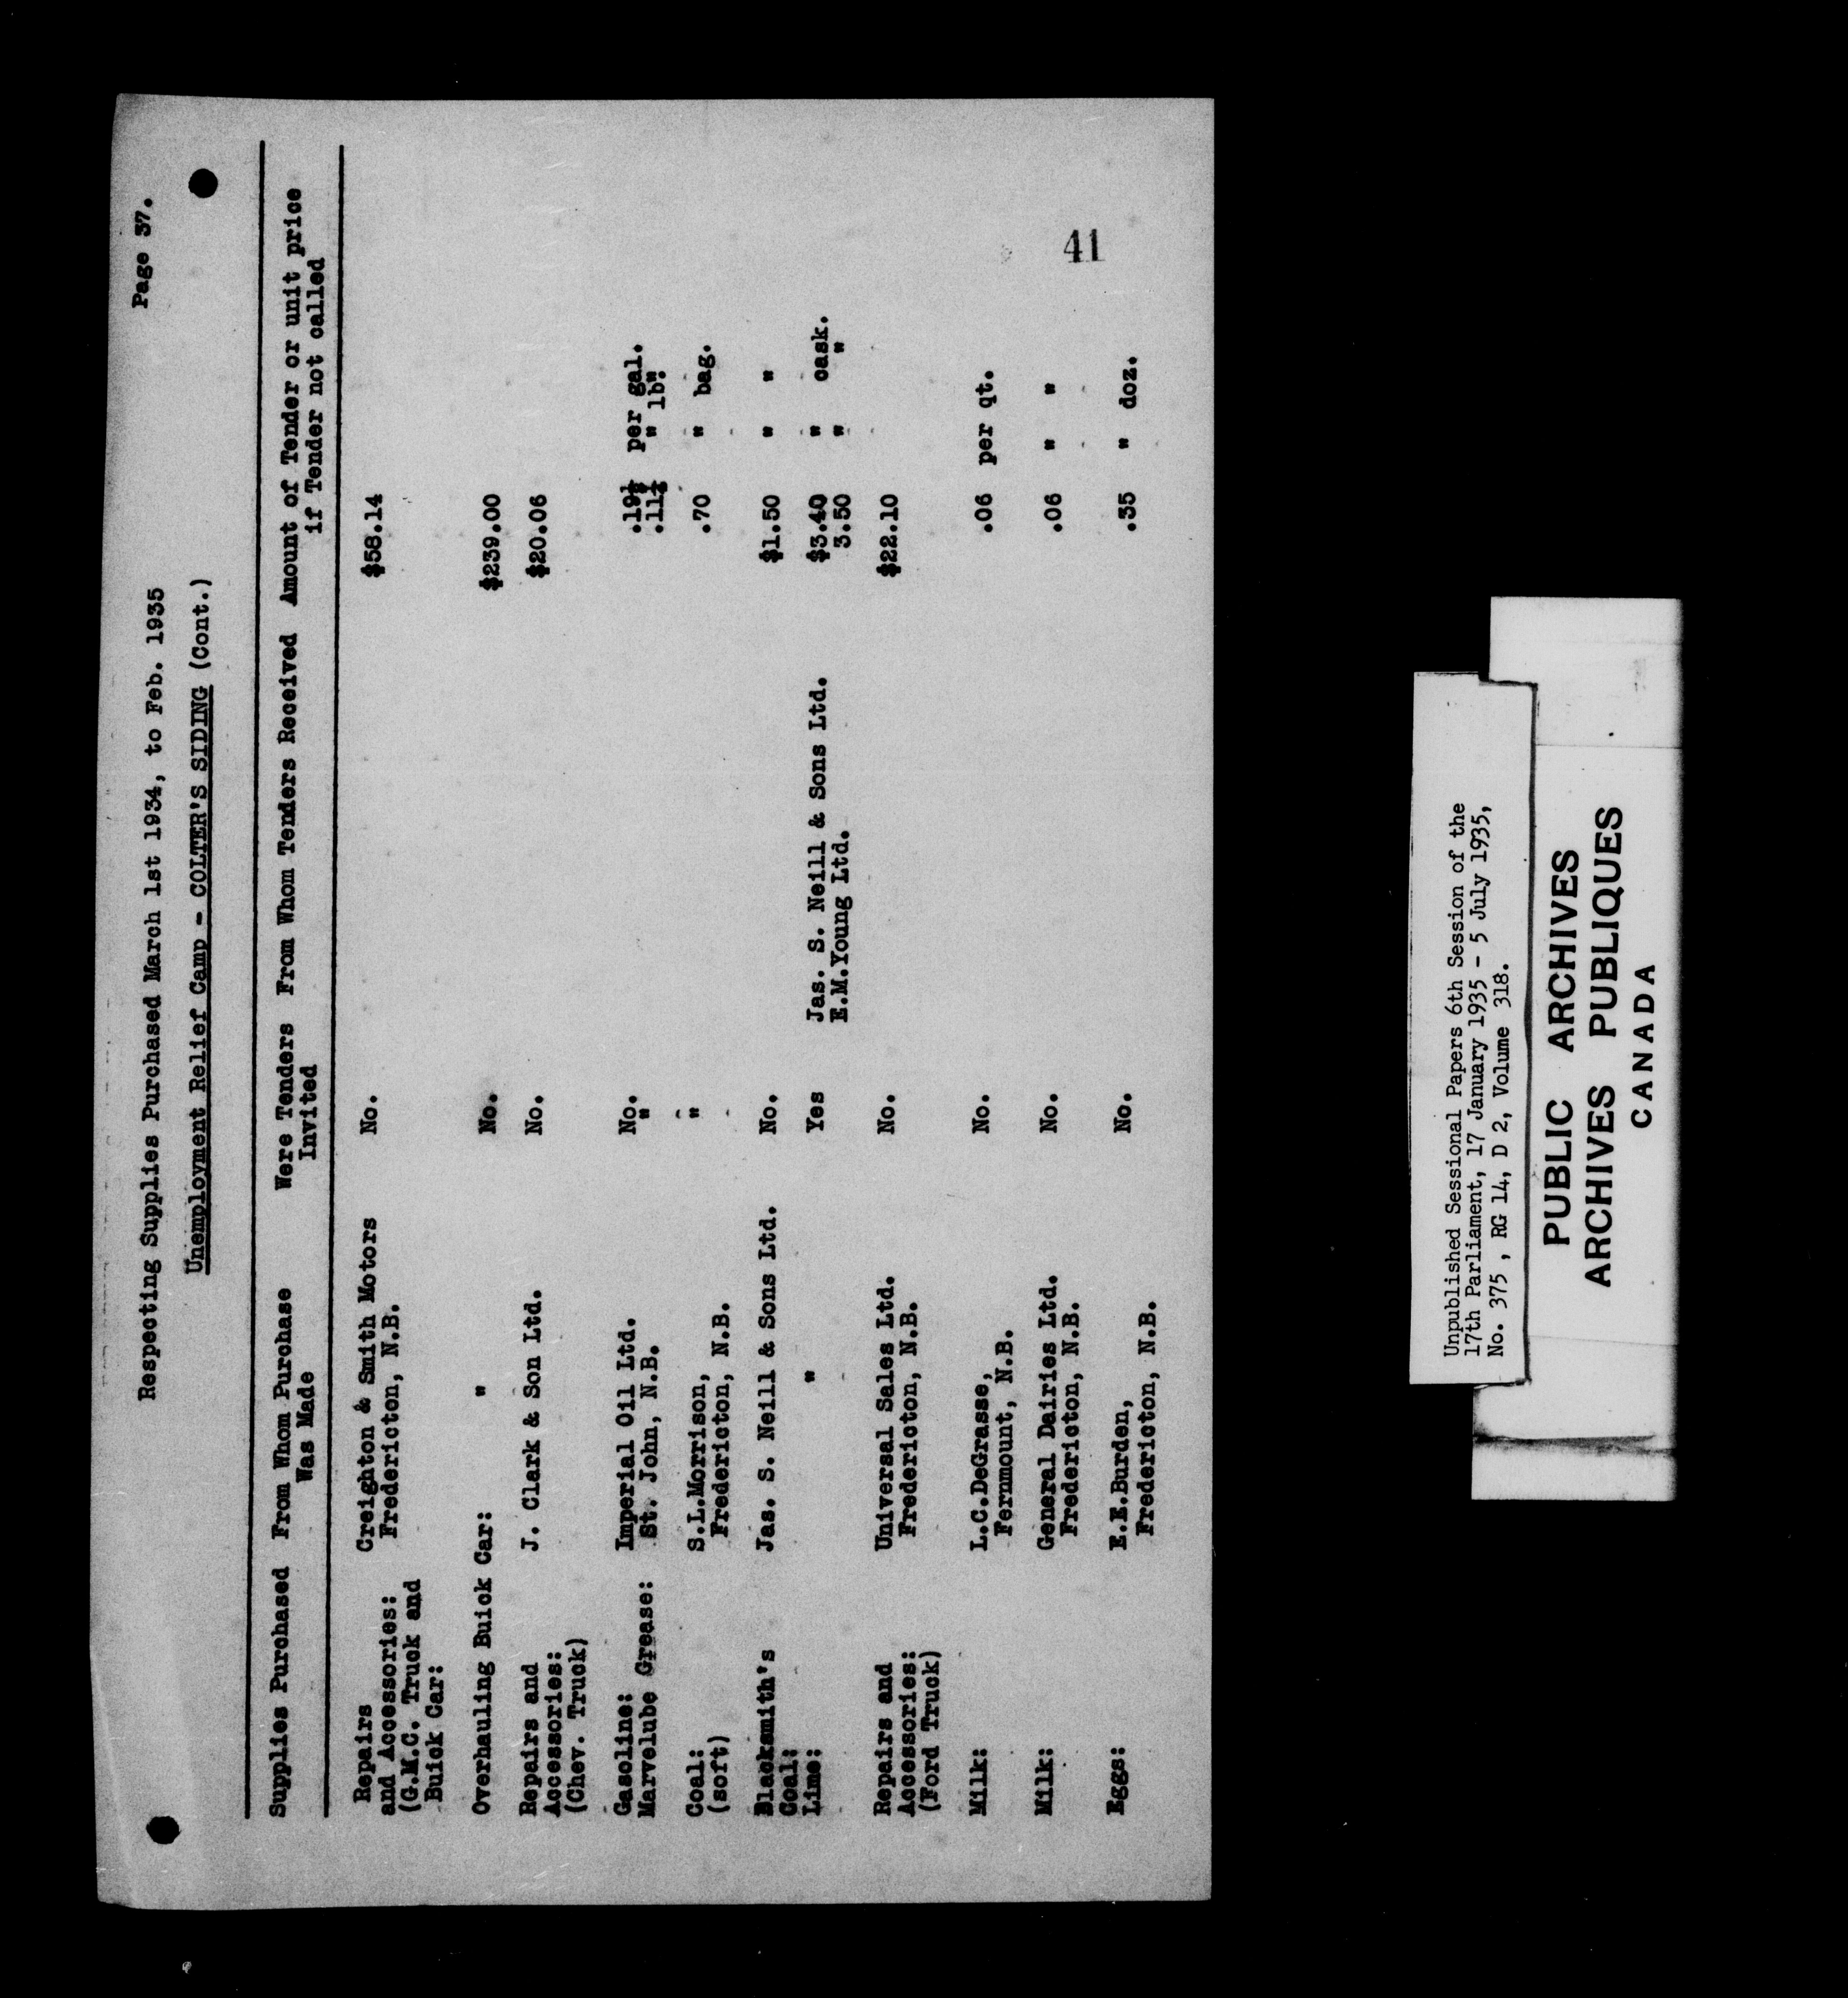 Page 37.
Respecting Supplies Purchased March 1st 1934, to Feb. 1935
Unemployment Relief Camp - COLTER'S SIDING (Cont.)
Supplies Purchased From Whom Purchase Were Tenders From Whom Tenders Received Amount of Tender or unit price
Was Made Invited if Tender not called
Repairs Creighton & Smith Motors No. $58.14
and Accessories: Fredericton, N.B.
(G.M.C. Truck and
Buick Car:
Overhauling Buick Car: " No. $239.00
Repairs and J. Clark & Son Ltd. No. $20.06
Accessories:
(Chev. Truck)
Gasoline: Imperial Oil Ltd. No. .19½ per gal.
Marvelube Grease: St. John, N.B. " " lb"
Coal: S.L.Morrison, " .70 " bag.
(soft) Fredericton, N.B.
Blacksmith's Jas. S. Neill & Sons Ltd. No. $1.50 " "
Coal:
Lime: " Yes Jas. S. Neill & Sons Ltd. $3.40 " cask.
E.M.Young Ltd. 3.50 " "
Repairs and Universal Sales Ltd. No. $22.10
Accessories: Fredericton, N.B.
(Ford Truck)
Milk: L.C.DeGrasse, No. .06 per qt.
Fernmount, N.B.
Milk: General Dairies Ltd. No. .06 " "
Fredericton, N.B.
Eggs: E.E.Burden, No. .35 " doz.
Fredericton, N.B.
41
Unpublished Sessional Papers 6th Session of the
17th Parliament, 17 January 1935 - 5 July 1935,
No. 375 , RG 14, D 2, Volume 318.
PUBLIC ARCHIVES
ARCHIVES PUBLIQUES
CANADA